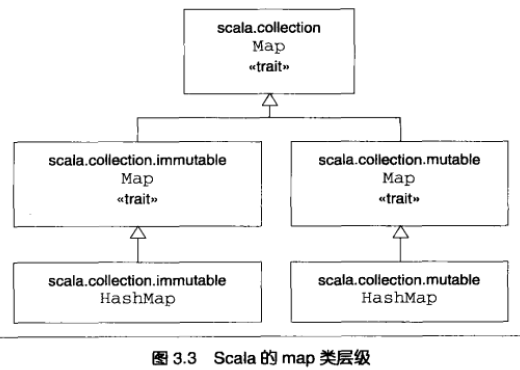 scala.collection
Map
«trait»
scala.collection.immutable
Map
«trait»
scala.collection.mutable
Map
«trait»
scala.collection.immutable
HashMap
scala.collection.mutable
HashMap
图 3.3 Scala 的 map 类层级